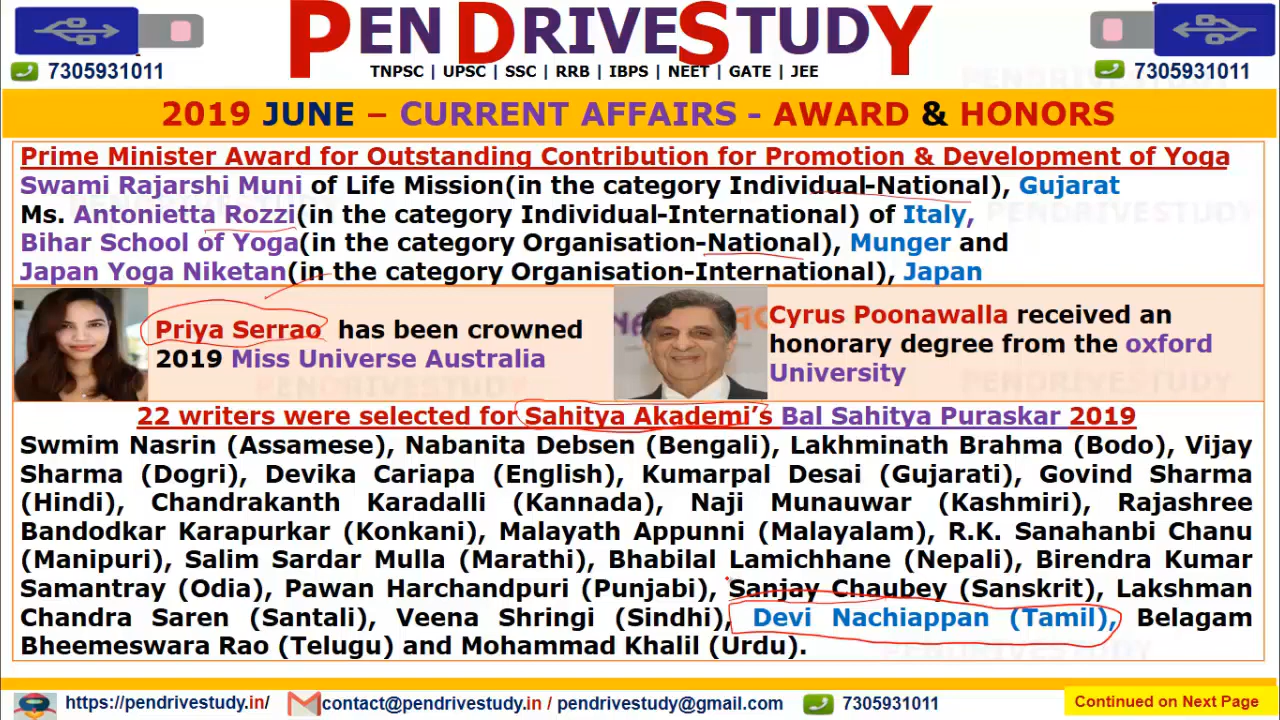 PENDRIVESTUDY
TNPSC | UPSC | SSC | RRB | IBPS | NEET | GATE | JEE
7305931011
7305931011
2019 JUNE – CURRENT AFFAIRS - AWARD & HONORS
Prime Minister Award for Outstanding Contribution for Promotion & Development of Yoga
Swami Rajarshi Muni of Life Mission(in the category Individual-National), Gujarat
Ms. Antonietta Rozzi(in the category Individual-International) of Italy,
Bihar School of Yoga(in the category Organisation-National), Munger and
Japan Yoga Niketan(in the category Organisation-International), Japan
Priya Serrao has been crowned
2019 Miss Universe Australia
Cyrus Poonawalla received an
honorary degree from the oxford
University
22 writers were selected for Sahitya Akademi's Bal Sahitya Puraskar 2019
Swmim Nasrin (Assamese), Nabanita Debsen (Bengali), Lakhminath Brahma (Bodo), Vijay
Sharma (Dogri), Devika Cariapa (English), Kumarpal Desai (Gujarati), Govind Sharma
(Hindi), Chandrakanth Karadalli (Kannada), Naji Munauwar (Kashmiri), Rajashree
Bandodkar Karapurkar (Konkani), Malayath Appunni (Malayalam), R.K. Sanahanbi Chanu
(Manipuri), Salim Sardar Mulla (Marathi), Bhabilal Lamichhane (Nepali), Birendra Kumar
Samantray (Odia), Pawan Harchandpuri (Punjabi), Sanjay Chaubey (Sanskrit), Lakshman
Chandra Saren (Santali), Veena Shringi (Sindhi), Devi Nachiappan (Tamil), Belagam
Bheemeswara Rao (Telugu) and Mohammad Khalil (Urdu).
https://pendrivestudy.in/
contact@pendrivestudy.in / pendrivestudy@gmail.com
7305931011
Continued on Next Page